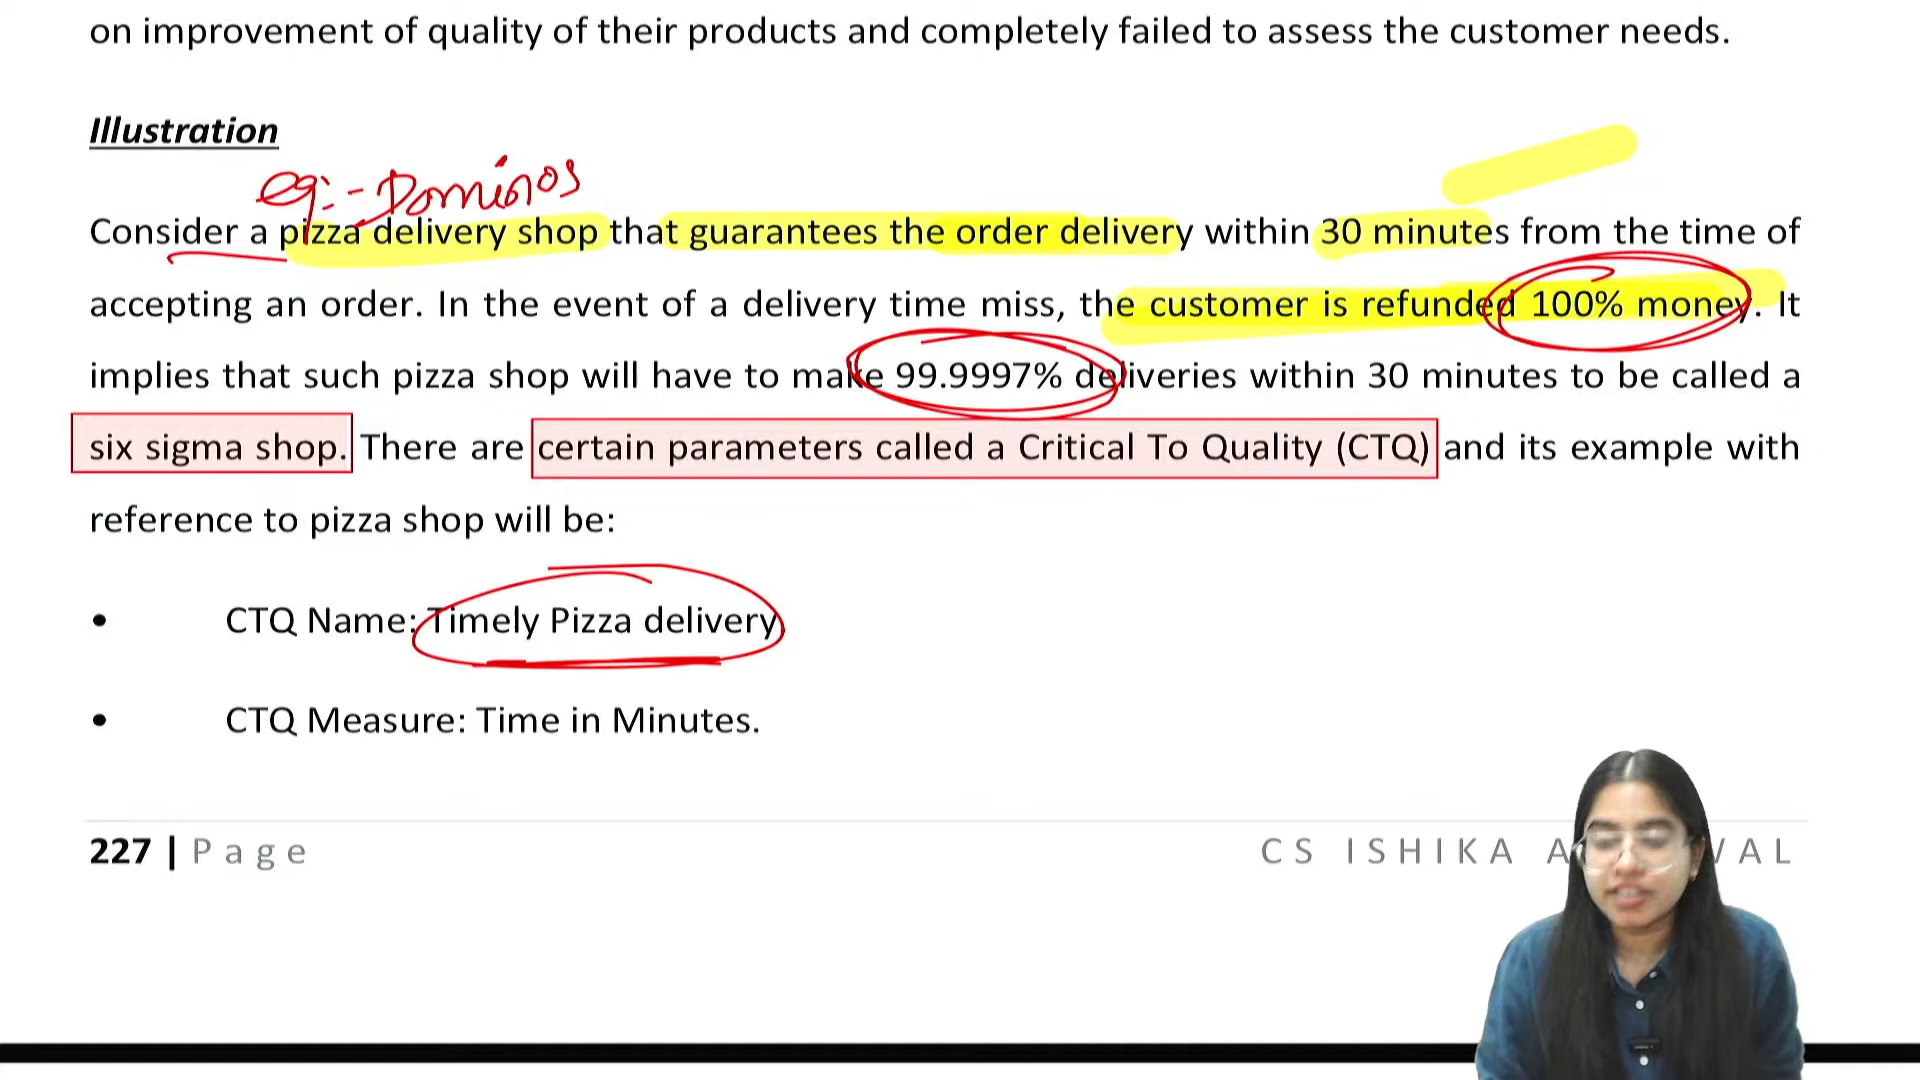 on improvement of quality of their products and completely failed to assess the customer needs.
Illustration
eg:- Dominos
Consider a pizza delivery shop that guarantees the order delivery within 30 minutes from the time of
accepting an order. In the event of a delivery time miss, the customer is refunded 100% money. It
implies that such pizza shop will have to make 99.9997% deliveries within 30 minutes to be called a
six sigma shop. There are certain parameters called a Critical To Quality (CTQ) and its example with
reference to pizza shop will be:
• CTQ Name: Timely Pizza delivery
• CTQ Measure: Time in Minutes.
227 | Page
CS ISHIKA A